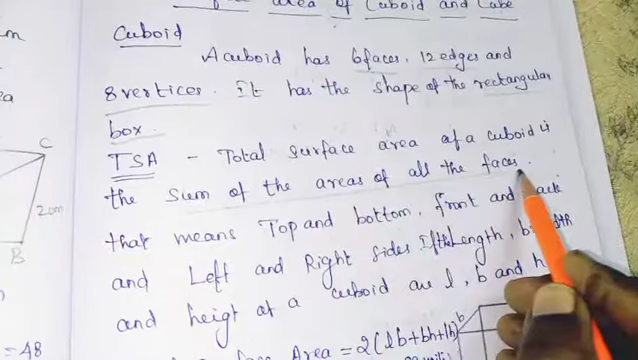 area of Cuboid and Cube
Cuboid
A cuboid has 6 faces, 12 edges and
8 vertices. It has the shape of the rectangular
box.
TSA - Total surface area of a cuboid is
the sum of the areas of all the faces.
that means Top and bottom, front and
and Left and Right sides. If the Length,
and heigt of a cuboid are l, b and h
Area = 2(lb+bh+lh)
b
C
2cm
B
= 48